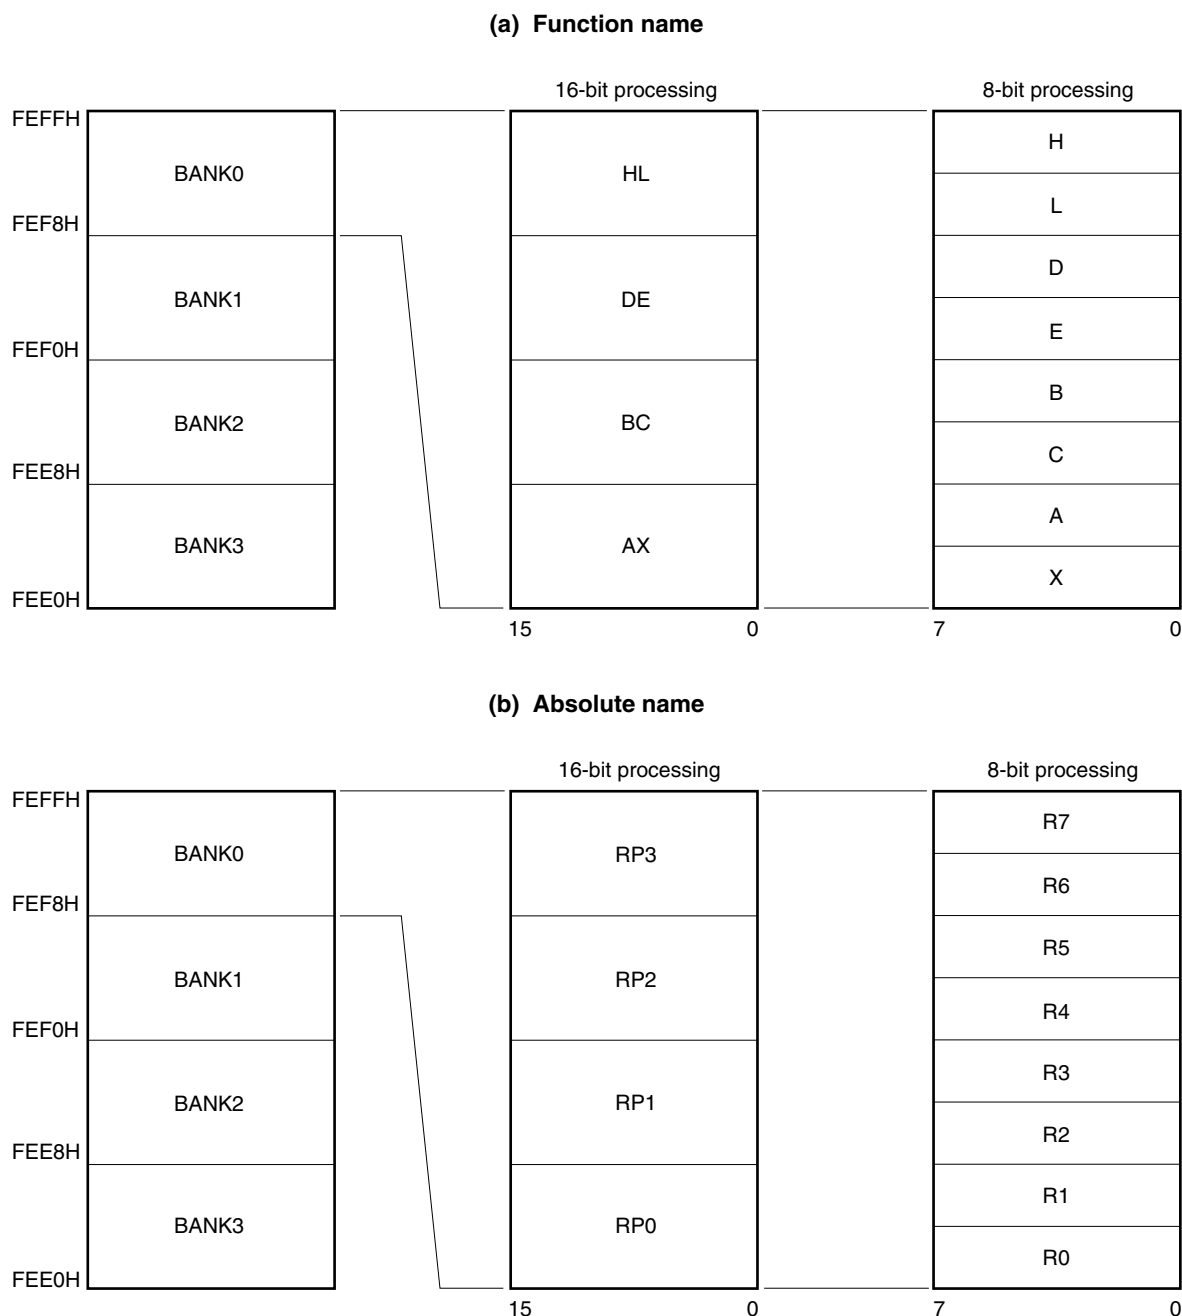 (a) Function name
16-bit processing 8-bit processing
FEFFH
BANK0 HL H
L
FEF8H
BANK1 DE D
E
FEF0H
BANK2 BC B
C
FEE8H
BANK3 AX A
X
FEE0H
15 0 7 0
(b) Absolute name
16-bit processing 8-bit processing
FEFFH
BANK0 RP3 R7
R6
FEF8H
BANK1 RP2 R5
R4
FEF0H
BANK2 RP1 R3
R2
FEE8H
BANK3 RP0 R1
R0
FEE0H
15 0 7 0